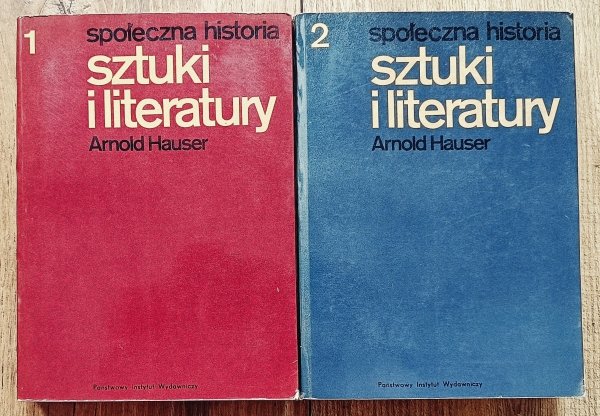 1
społeczna historia
sztuki
i literatury
Arnold Hauser
Państwowy Instytut Wydawniczy
2
społeczna historia
sztuki
i literatury
Arnold Hauser
Państwowy Instytut Wydawniczy